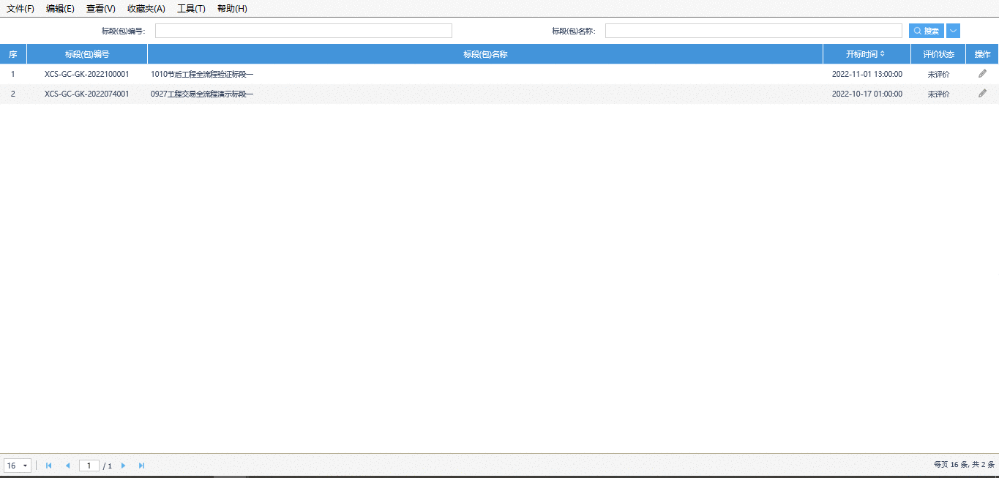 文件(F) 编辑(E) 查看(V) 收藏夹(A) 工具(T) 帮助(H)
标段(包)编号: 标段(包)名称: 搜索
序 标段(包)编号 标段(包)名称 开标时间 评价状态 操作
1 XCS-GC-GK-2022100001 1010节后工程全流程验证标段一 2022-11-01 13:00:00 未评价
2 XCS-GC-GK-2022074001 0927工程交易全流程演示标段一 2022-10-17 01:00:00 未评价
16 1 / 1 每页 16 条, 共 2 条